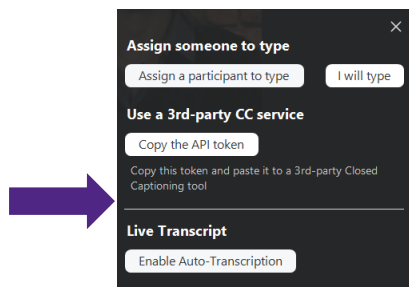 Assign someone to type
Assign a participant to type
I will type
Use a 3rd-party CC service
Copy the API token
Copy this token and paste it to a 3rd-party Closed
Captioning tool
Live Transcript
Enable Auto-Transcription